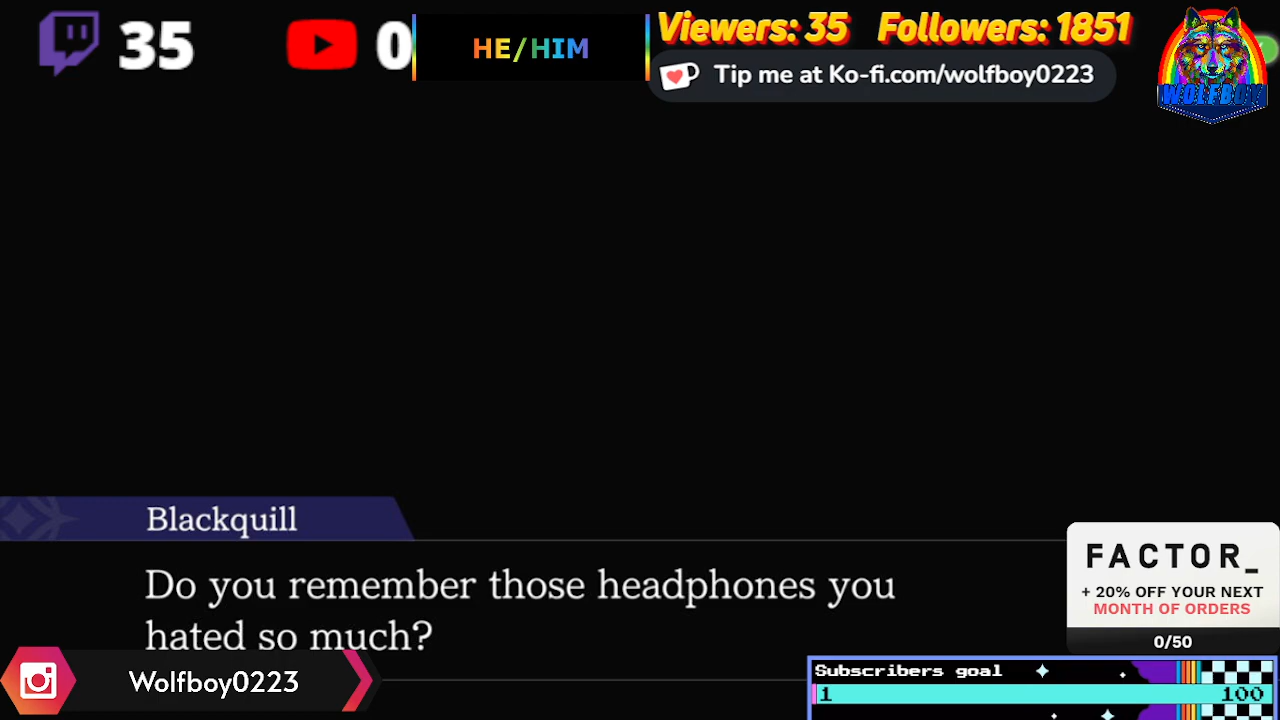 35
0
HE/HIM
Viewers: 35 Followers: 1851
Tip me at Ko-fi.com/wolfboy0223
WOLFBOY
Blackquill
Do you remember those headphones you
hated so much?
FACTOR_
+ 20% OFF YOUR NEXT
MONTH OF ORDERS
0/50
Wolfboy0223
Subscribers goal
1
100